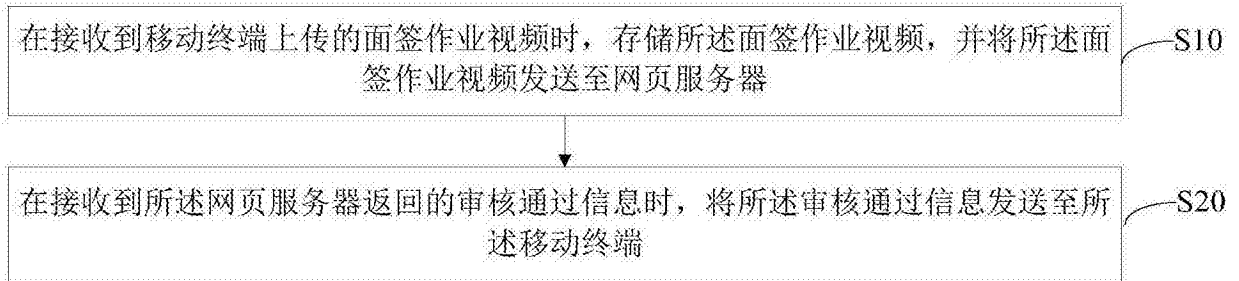 在接收到移动终端上传的面签作业视频时，存储所述面签作业视频，并将所述面
签作业视频发送至网页服务器
S10
在接收到所述网页服务器返回的审核通过信息时，将所述审核通过信息发送至所
述移动终端
S20